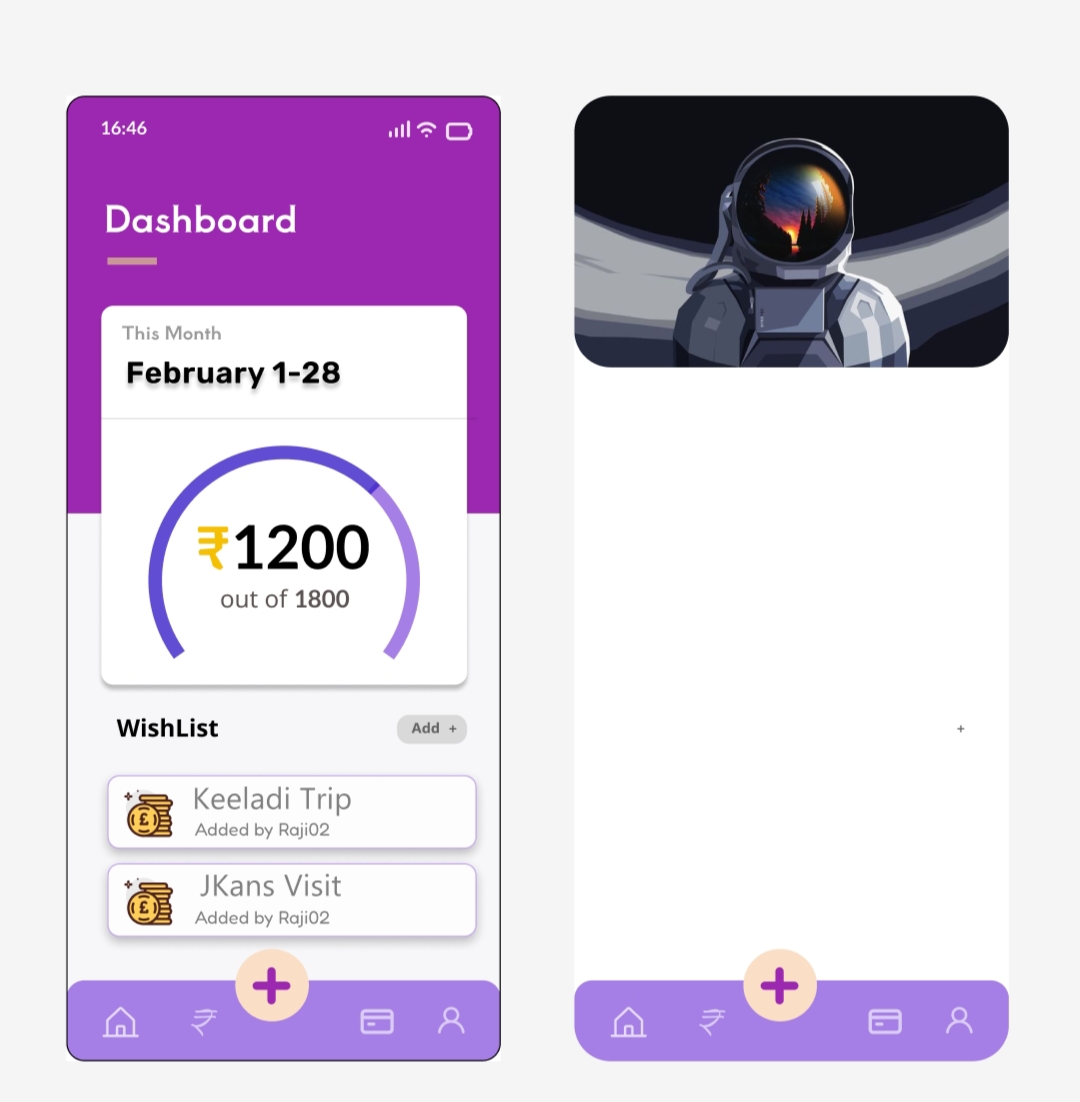 16:46
Dashboard
This Month
February 1-28
₹1200
out of 1800
WishList
Add +
£
Keeladi Trip
Added by Raji02
£
JKans Visit
Added by Raji02
+
₹
+
+
₹